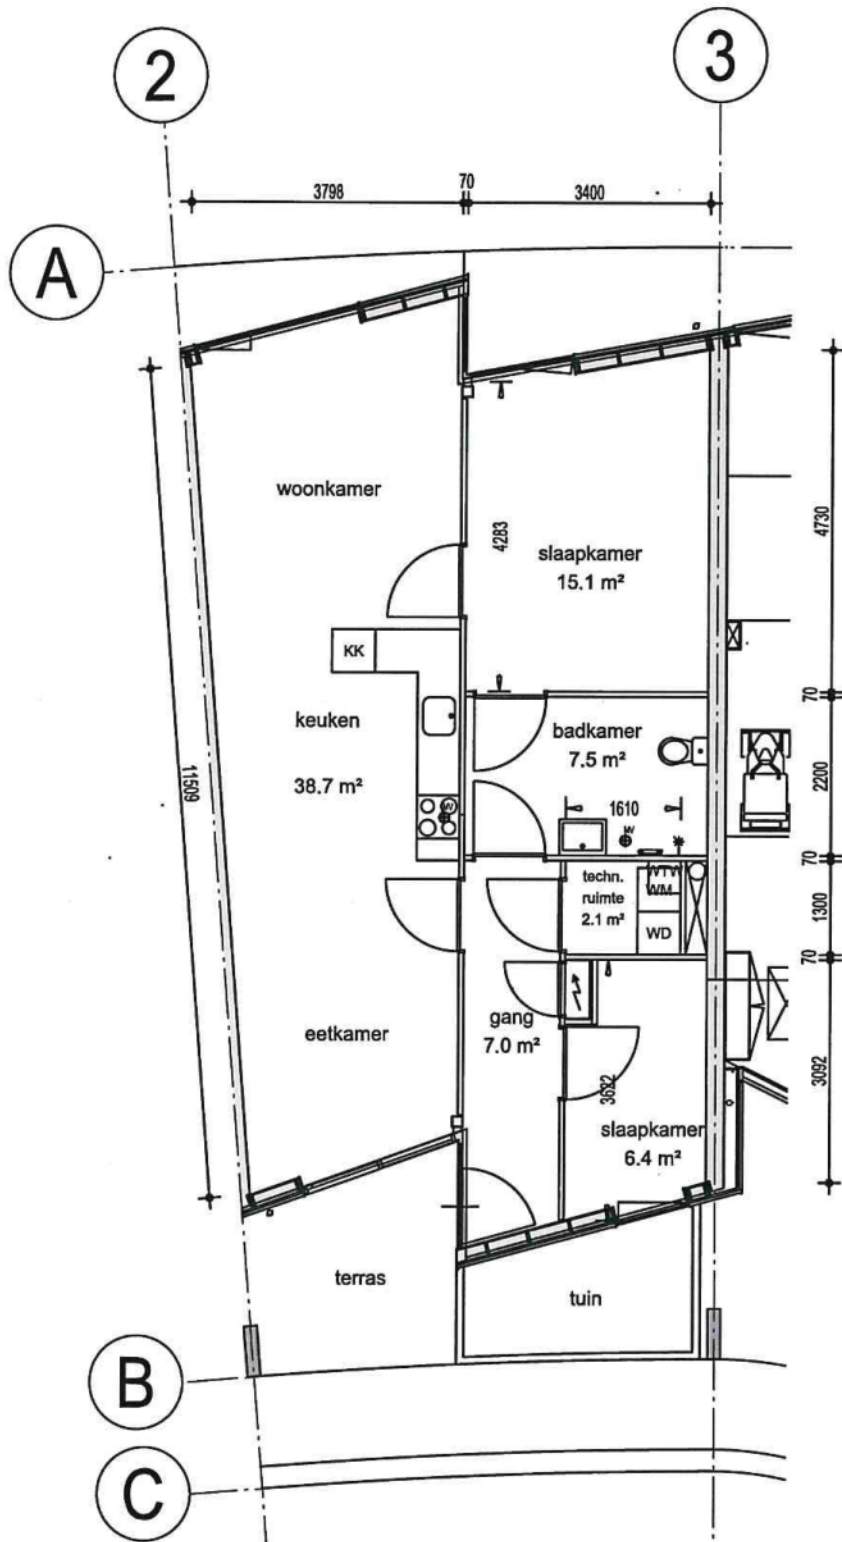 2
3
3798
70
3400
A
woonkamer
4283
slaapkamer
15.1 m²
4730
KK
keuken
38.7 m²
badkamer
7.5 m²
70
11509
W
1610
W
2200
70
techn.
ruimte
2.1 m²
WTW
WM
WD
1300
70
eetkamer
gang
7.0 m²
3622
slaapkamer
6.4 m²
3092
terras
tuin
B
C